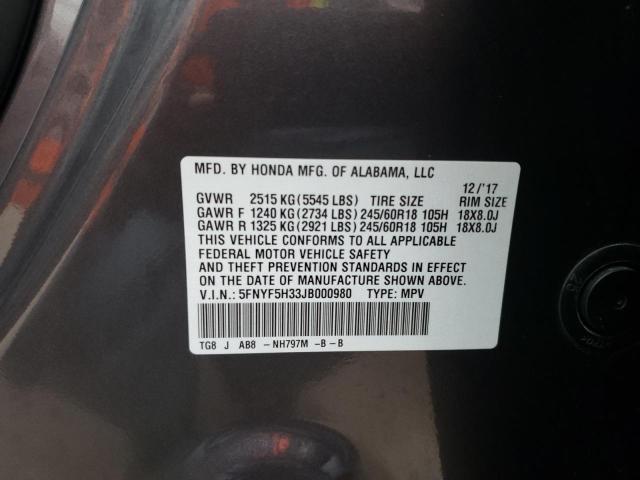 MFD. BY HONDA MFG. OF ALABAMA, LLC
12/'17
GVWR 2515 KG (5545 LBS) TIRE SIZE RIM SIZE
GAWR F 1240 KG (2734 LBS) 245/60R18 105H 18X8.0J
GAWR R 1325 KG (2921 LBS) 245/60R18 105H 18X8.0J
THIS VEHICLE CONFORMS TO ALL APPLICABLE
FEDERAL MOTOR VEHICLE SAFETY
AND THEFT PREVENTION STANDARDS IN EFFECT
ON THE DATE OF MANUFACTURE SHOWN ABOVE.
V.I.N.: 5FNYF5H33JB000980 TYPE: MPV
TG8 J AB8 -NH797M -B -B